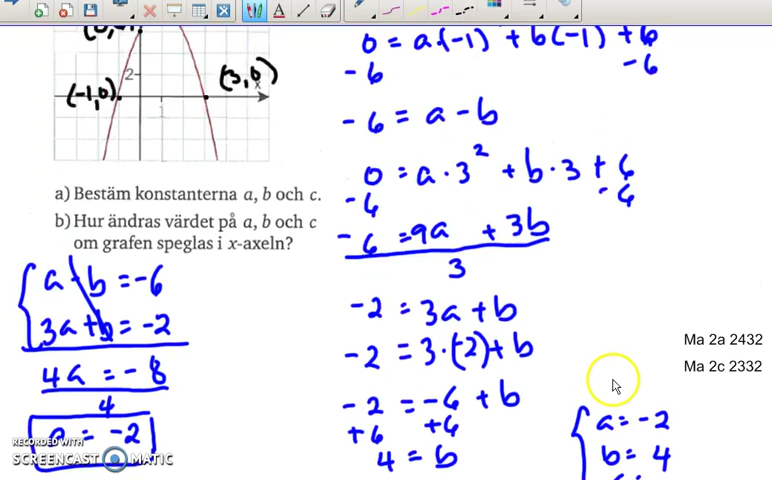 0 = a·(-1) + b(-1) + 6
-6 -6
2
(-1,0)
(3,0)
x
1
-6 = a - b
0 = a·3² + b·3 + 6
-6 -6
-6 = 9a + 3b
3
-2 = 3a + b
-2 = 3·(-2) + b
-2 = -6 + b
+6 +6
4 = b
a) Bestäm konstanterna a, b och c.
b) Hur ändras värdet på a, b och c
om grafen speglas i x-axeln?
a - b = -6
3a + b = -2
4a = -8
4
a = -2
Ma 2a 2432
Ma 2c 2332
a = -2
b = 4
RECORDED WITH
SCREENCAST MATIC